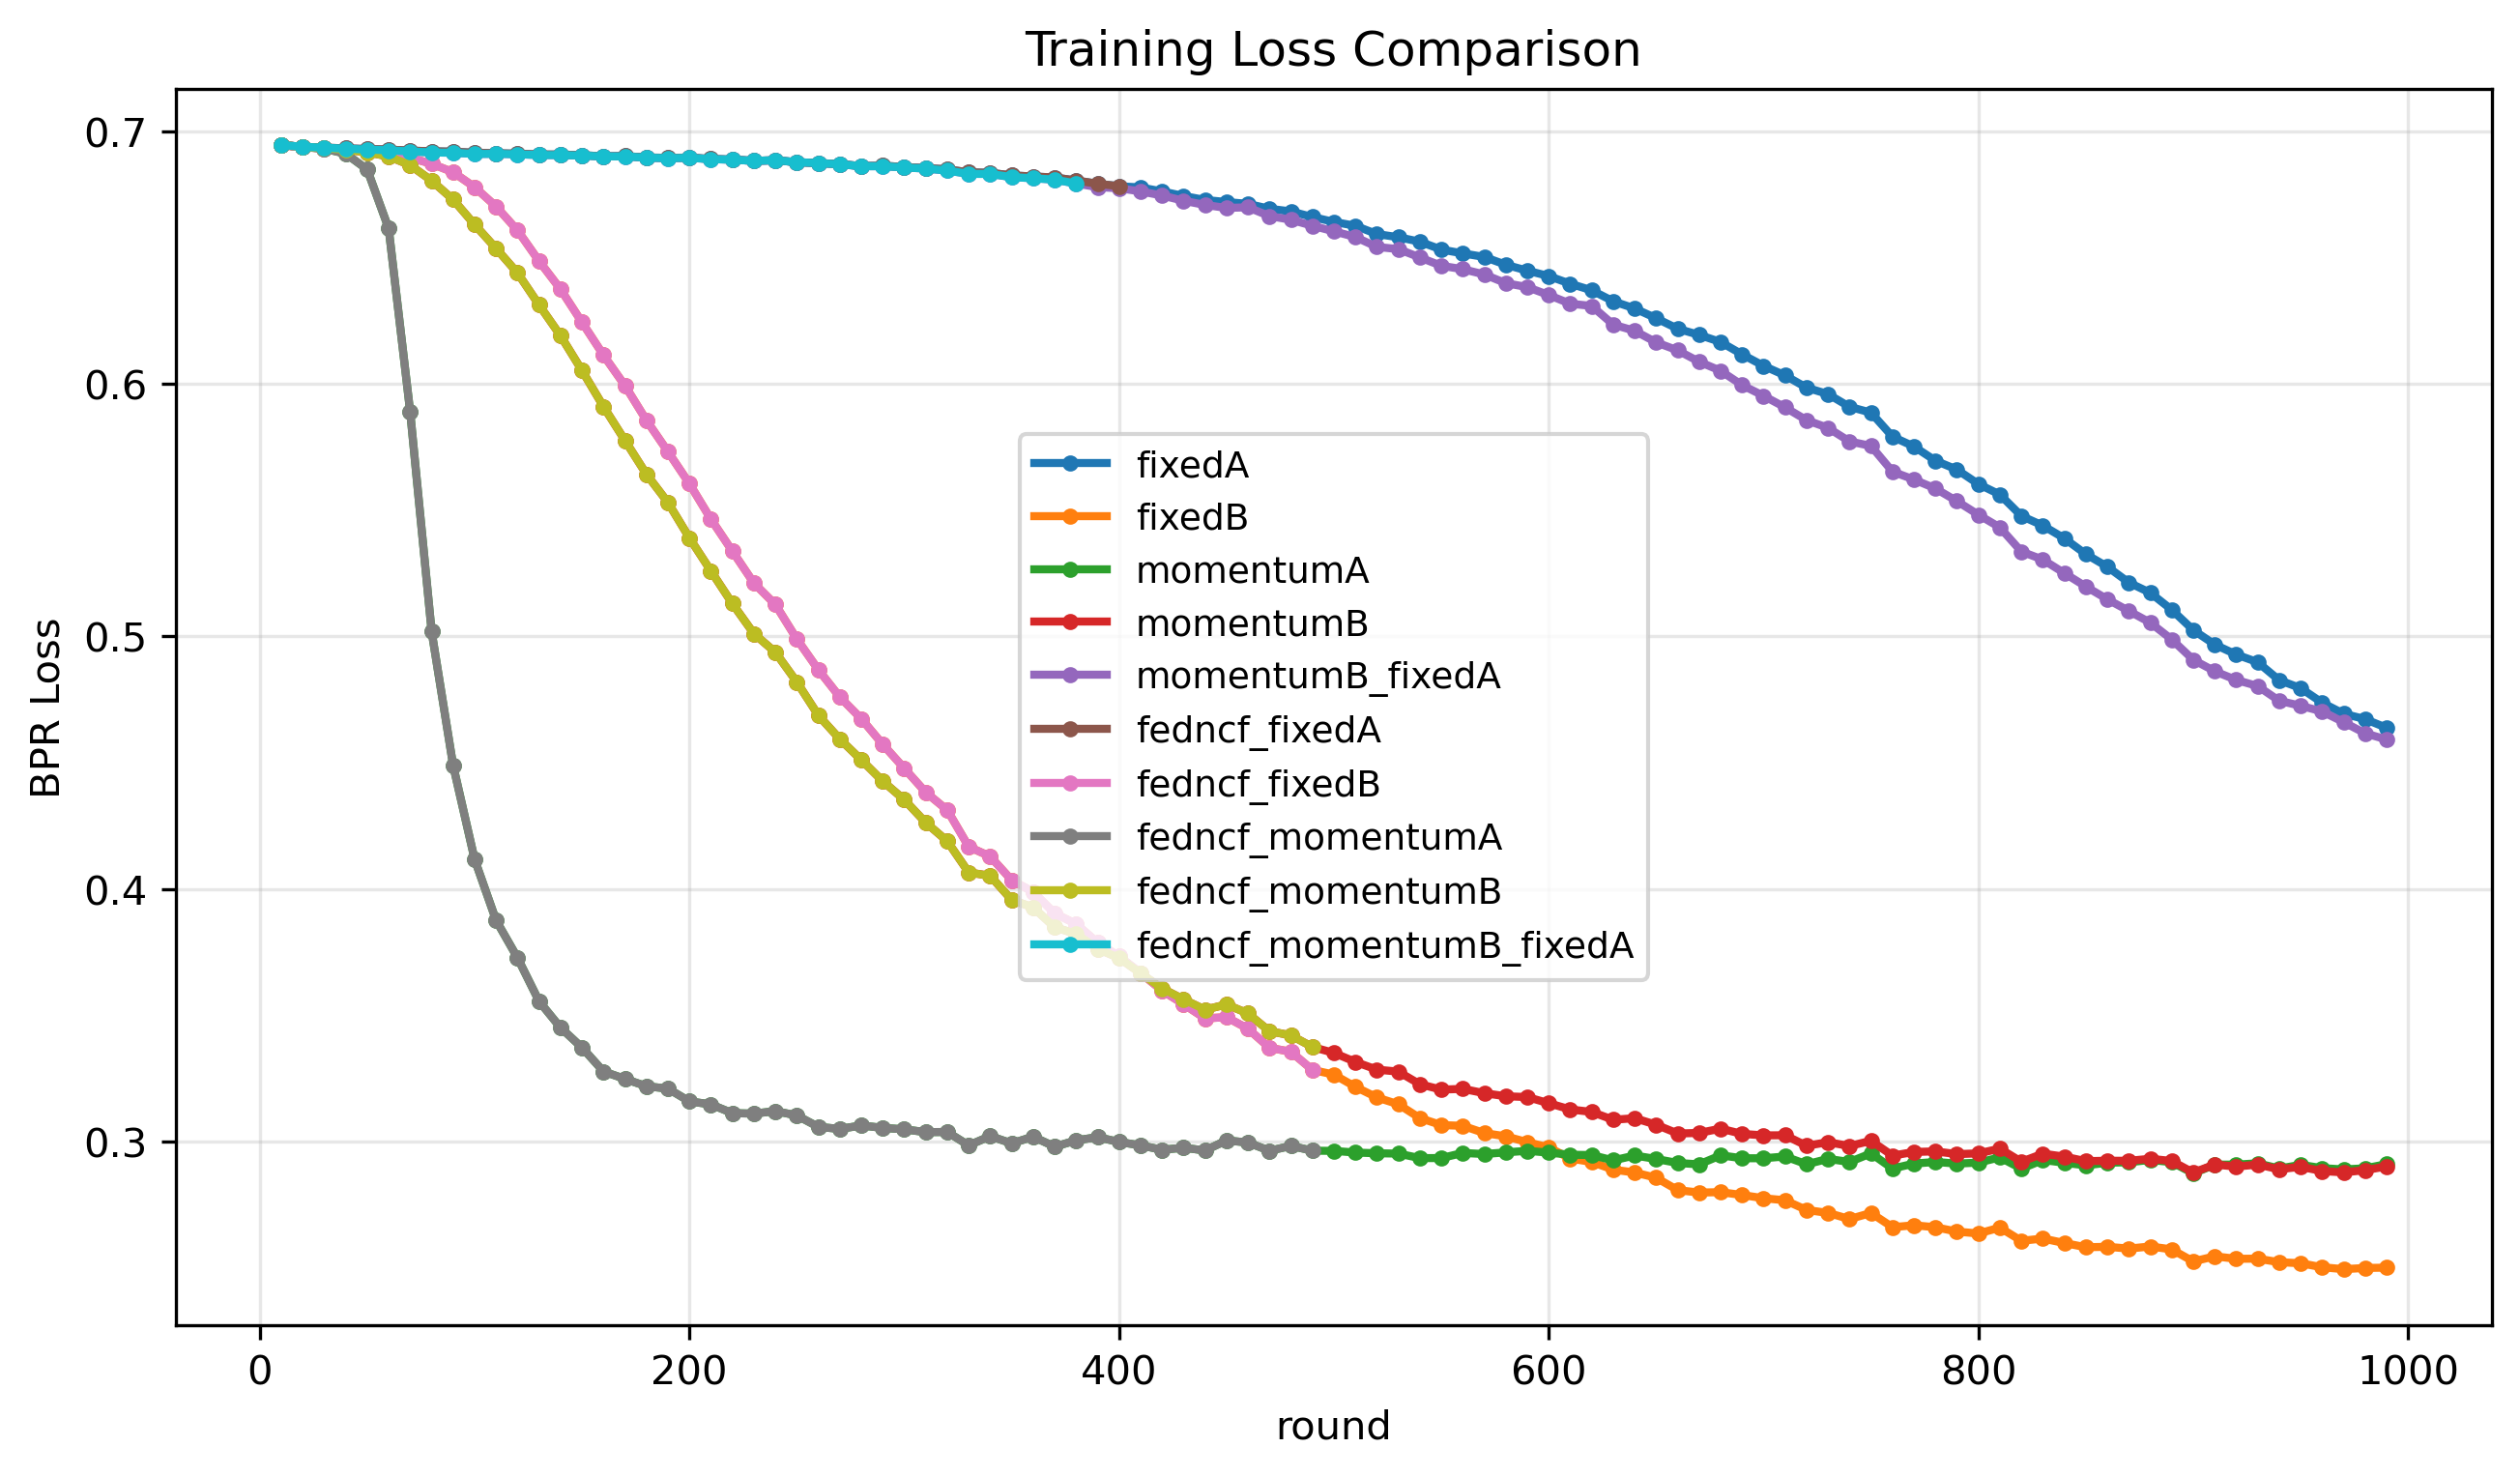 Training Loss Comparison
0.7
0.6
0.5
0.4
0.3
BPR Loss
fixedA
fixedB
momentumA
momentumB
momentumB_fixedA
fedncf_fixedA
fedncf_fixedB
fedncf_momentumA
fedncf_momentumB
fedncf_momentumB_fixedA
0 200 400 600 800 1000
round